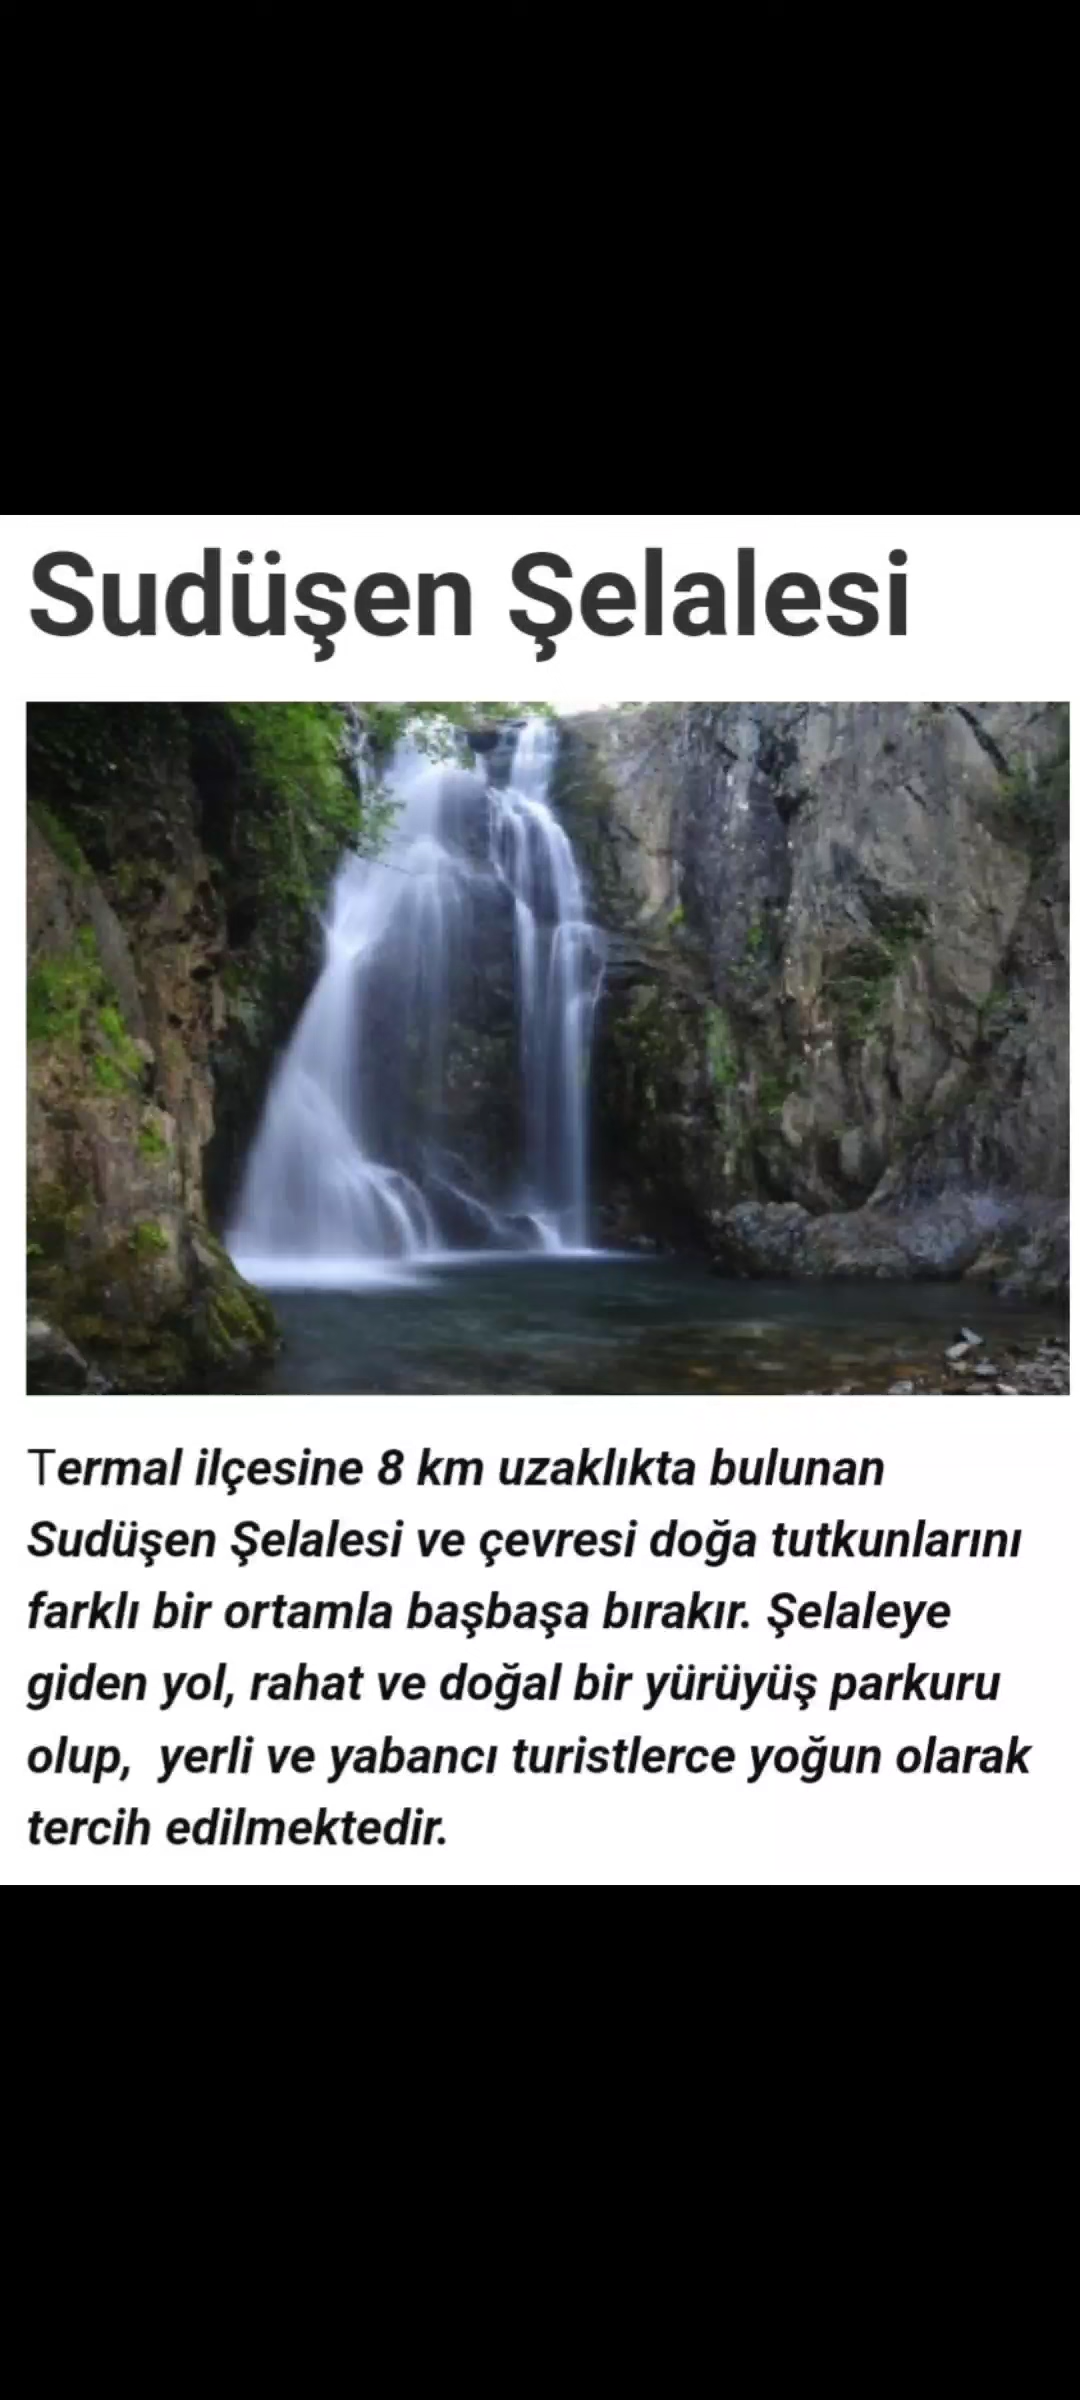 Sudüşen Şelalesi
Termal ilçesine 8 km uzaklıkta bulunan
Sudüşen Şelalesi ve çevresi doğa tutkunlarını
farklı bir ortamla başbaşa bırakır. Şelaleye
giden yol, rahat ve doğal bir yürüyüş parkuru
olup,  yerli ve yabancı turistlerce yoğun olarak
tercih edilmektedir.